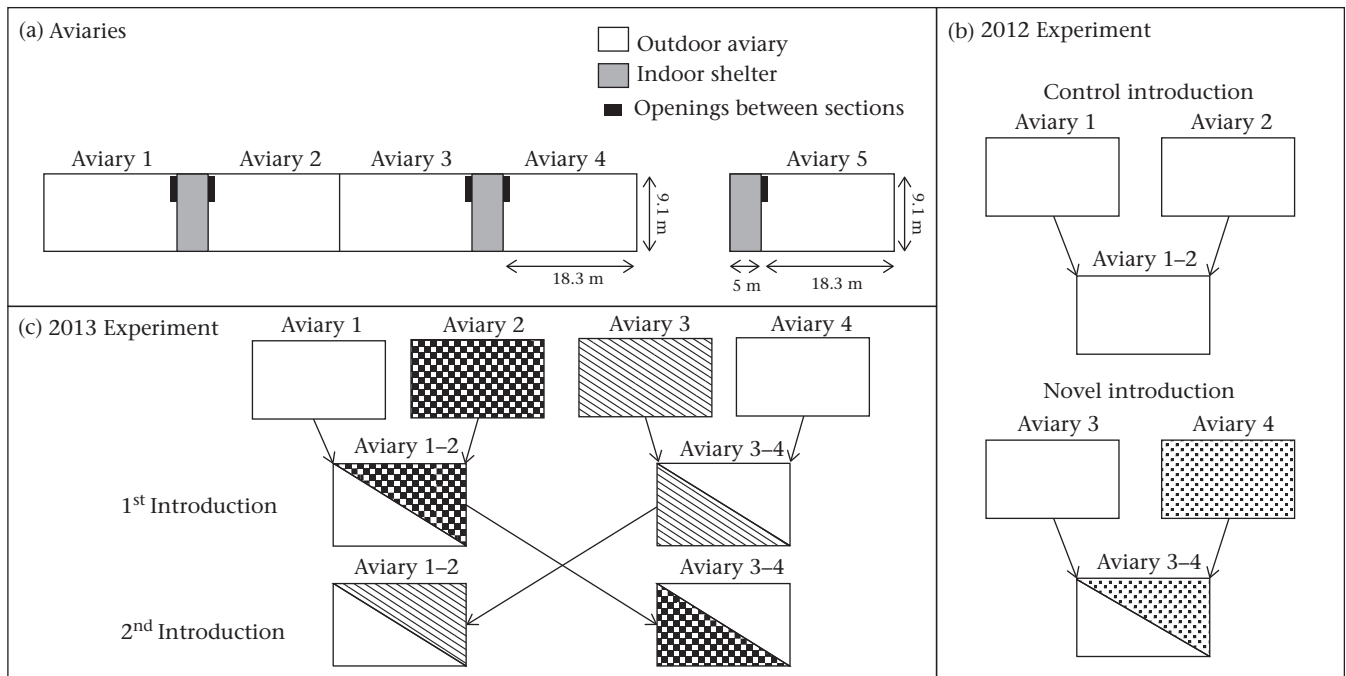 (a) Aviaries
Outdoor aviary
Indoor shelter
Openings between sections
Aviary 1
Aviary 2
Aviary 3
Aviary 4
Aviary 5
9.1 m
9.1 m
18.3 m
5 m
18.3 m
(b) 2012 Experiment
Control introduction
Aviary 1
Aviary 2
Aviary 1–2
Novel introduction
Aviary 3
Aviary 4
Aviary 3–4
(c) 2013 Experiment
Aviary 1
Aviary 2
Aviary 3
Aviary 4
Aviary 1–2
Aviary 3–4
1st Introduction
Aviary 1–2
Aviary 3–4
2nd Introduction